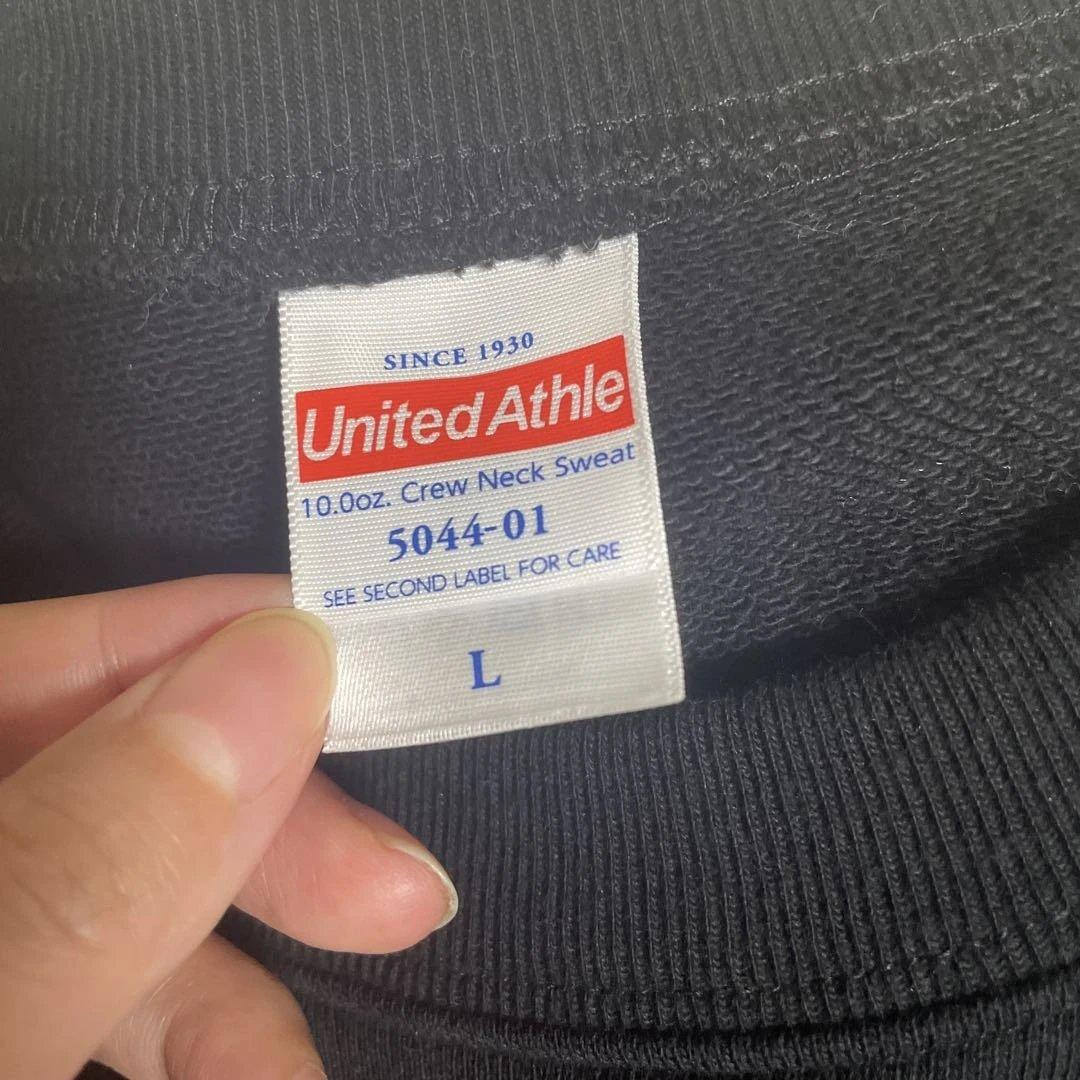 SINCE 1930
United Athle
10.0oz. Crew Neck Sweat
5044-01
SEE SECOND LABEL FOR CARE
L